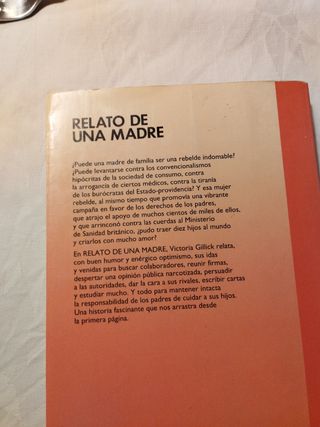 RELATO DE
UNA MADRE
¿Puede una madre de familia ser una rebelde indomable?
¿Puede levantarse contra los convencionalismos
hipócritas de la sociedad de consumo, contra
la arrogancia de ciertos médicos, contra la tiranía
de los burócratas del Estado-providencia? Y esa mujer
rebelde, al mismo tiempo que promovía una vibrante
campaña en favor de los derechos de los padres,
que atrajo el apoyo de muchos cientos de miles de ellos,
y que arrinconó contra las cuerdas al Ministerio
de Sanidad británico, ¿pudo traer diez hijos al mundo
y criarlos con mucho amor?
En RELATO DE UNA MADRE, Victoria Gillick relata,
con buen humor y enérgico optimismo, sus idas
y venidas para buscar colaboradores, reunir firmas,
despertar una opinión pública narcotizada, persuadir
a las autoridades, dar la cara a sus rivales, escribir cartas
y estudiar mucho. Y todo para mantener intacta
la responsabilidad de los padres de cuidar a sus hijos.
Una historia fascinante que nos arrastra desde
la primera página.